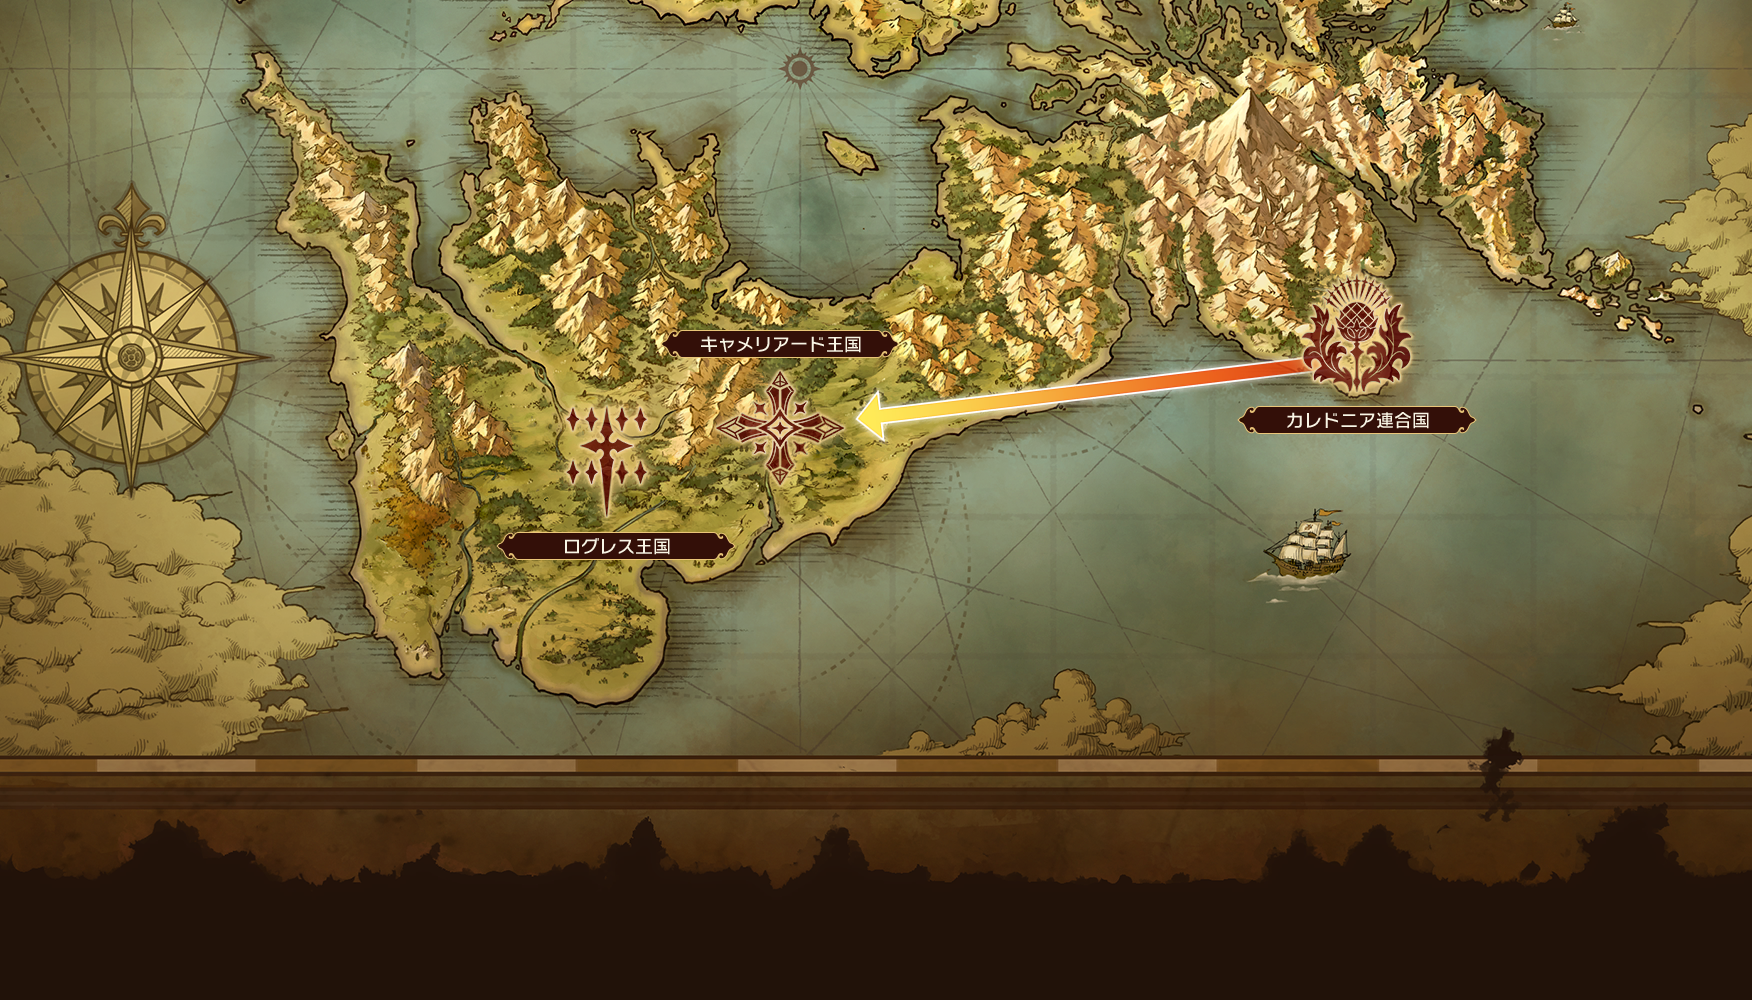 キャメリアード王国
カレドニア連合国
ログレス王国